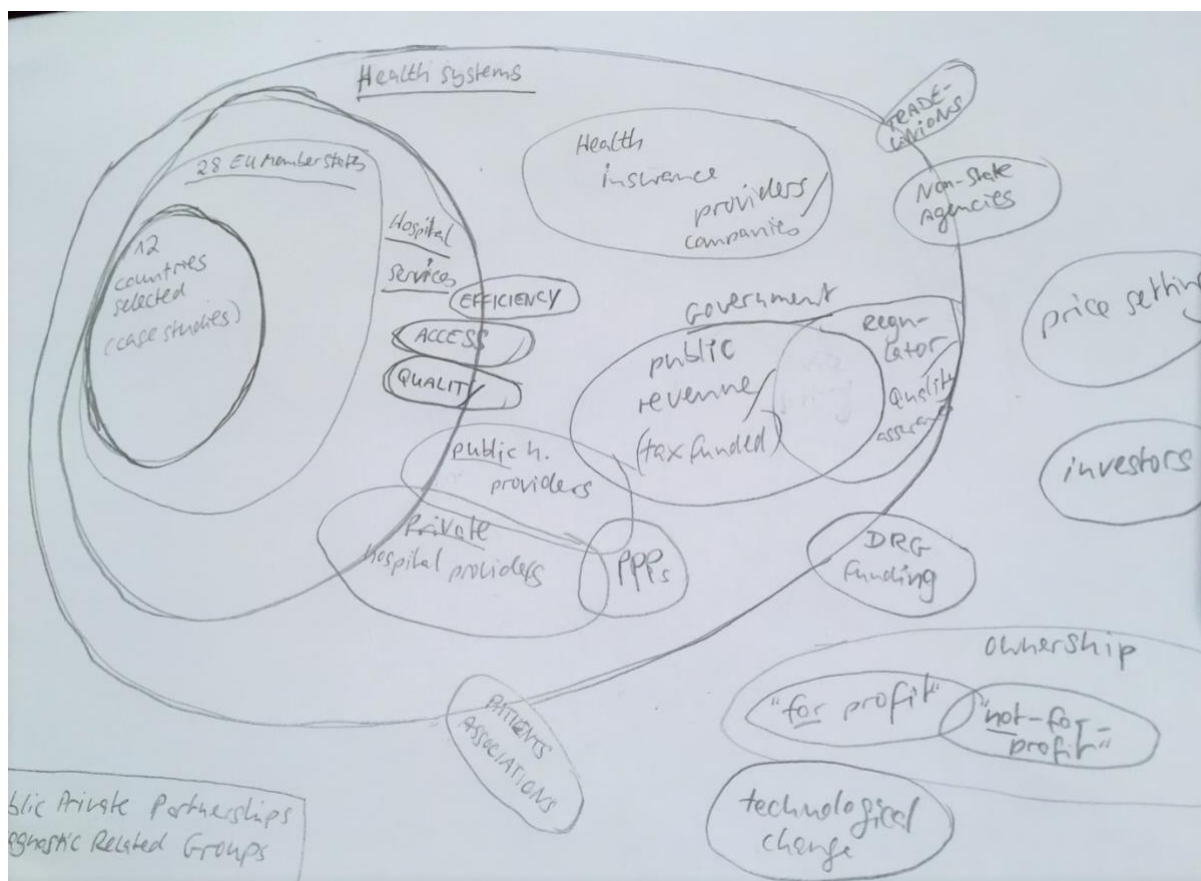 Health systems
TRADE-
UNIONS
28 EU Member States
Health
insurance
providers/
companies
Non-state
Agencies
12
countries
selected
(case studies)
Hospital
services
EFFICIENCY
ACCESS
QUALITY
Government
public
revenue/
(tax funded)
Regu-
lator
Quality
assurance
price setting
investors
public h.
providers
Private
hospital providers
PPPs
DRG
Funding
ownership
"for profit"
"not-for-
profit"
PATIENTS
ASSOCIATIONS
technological
change
blic Private Partnerships
agnostic Related Groups